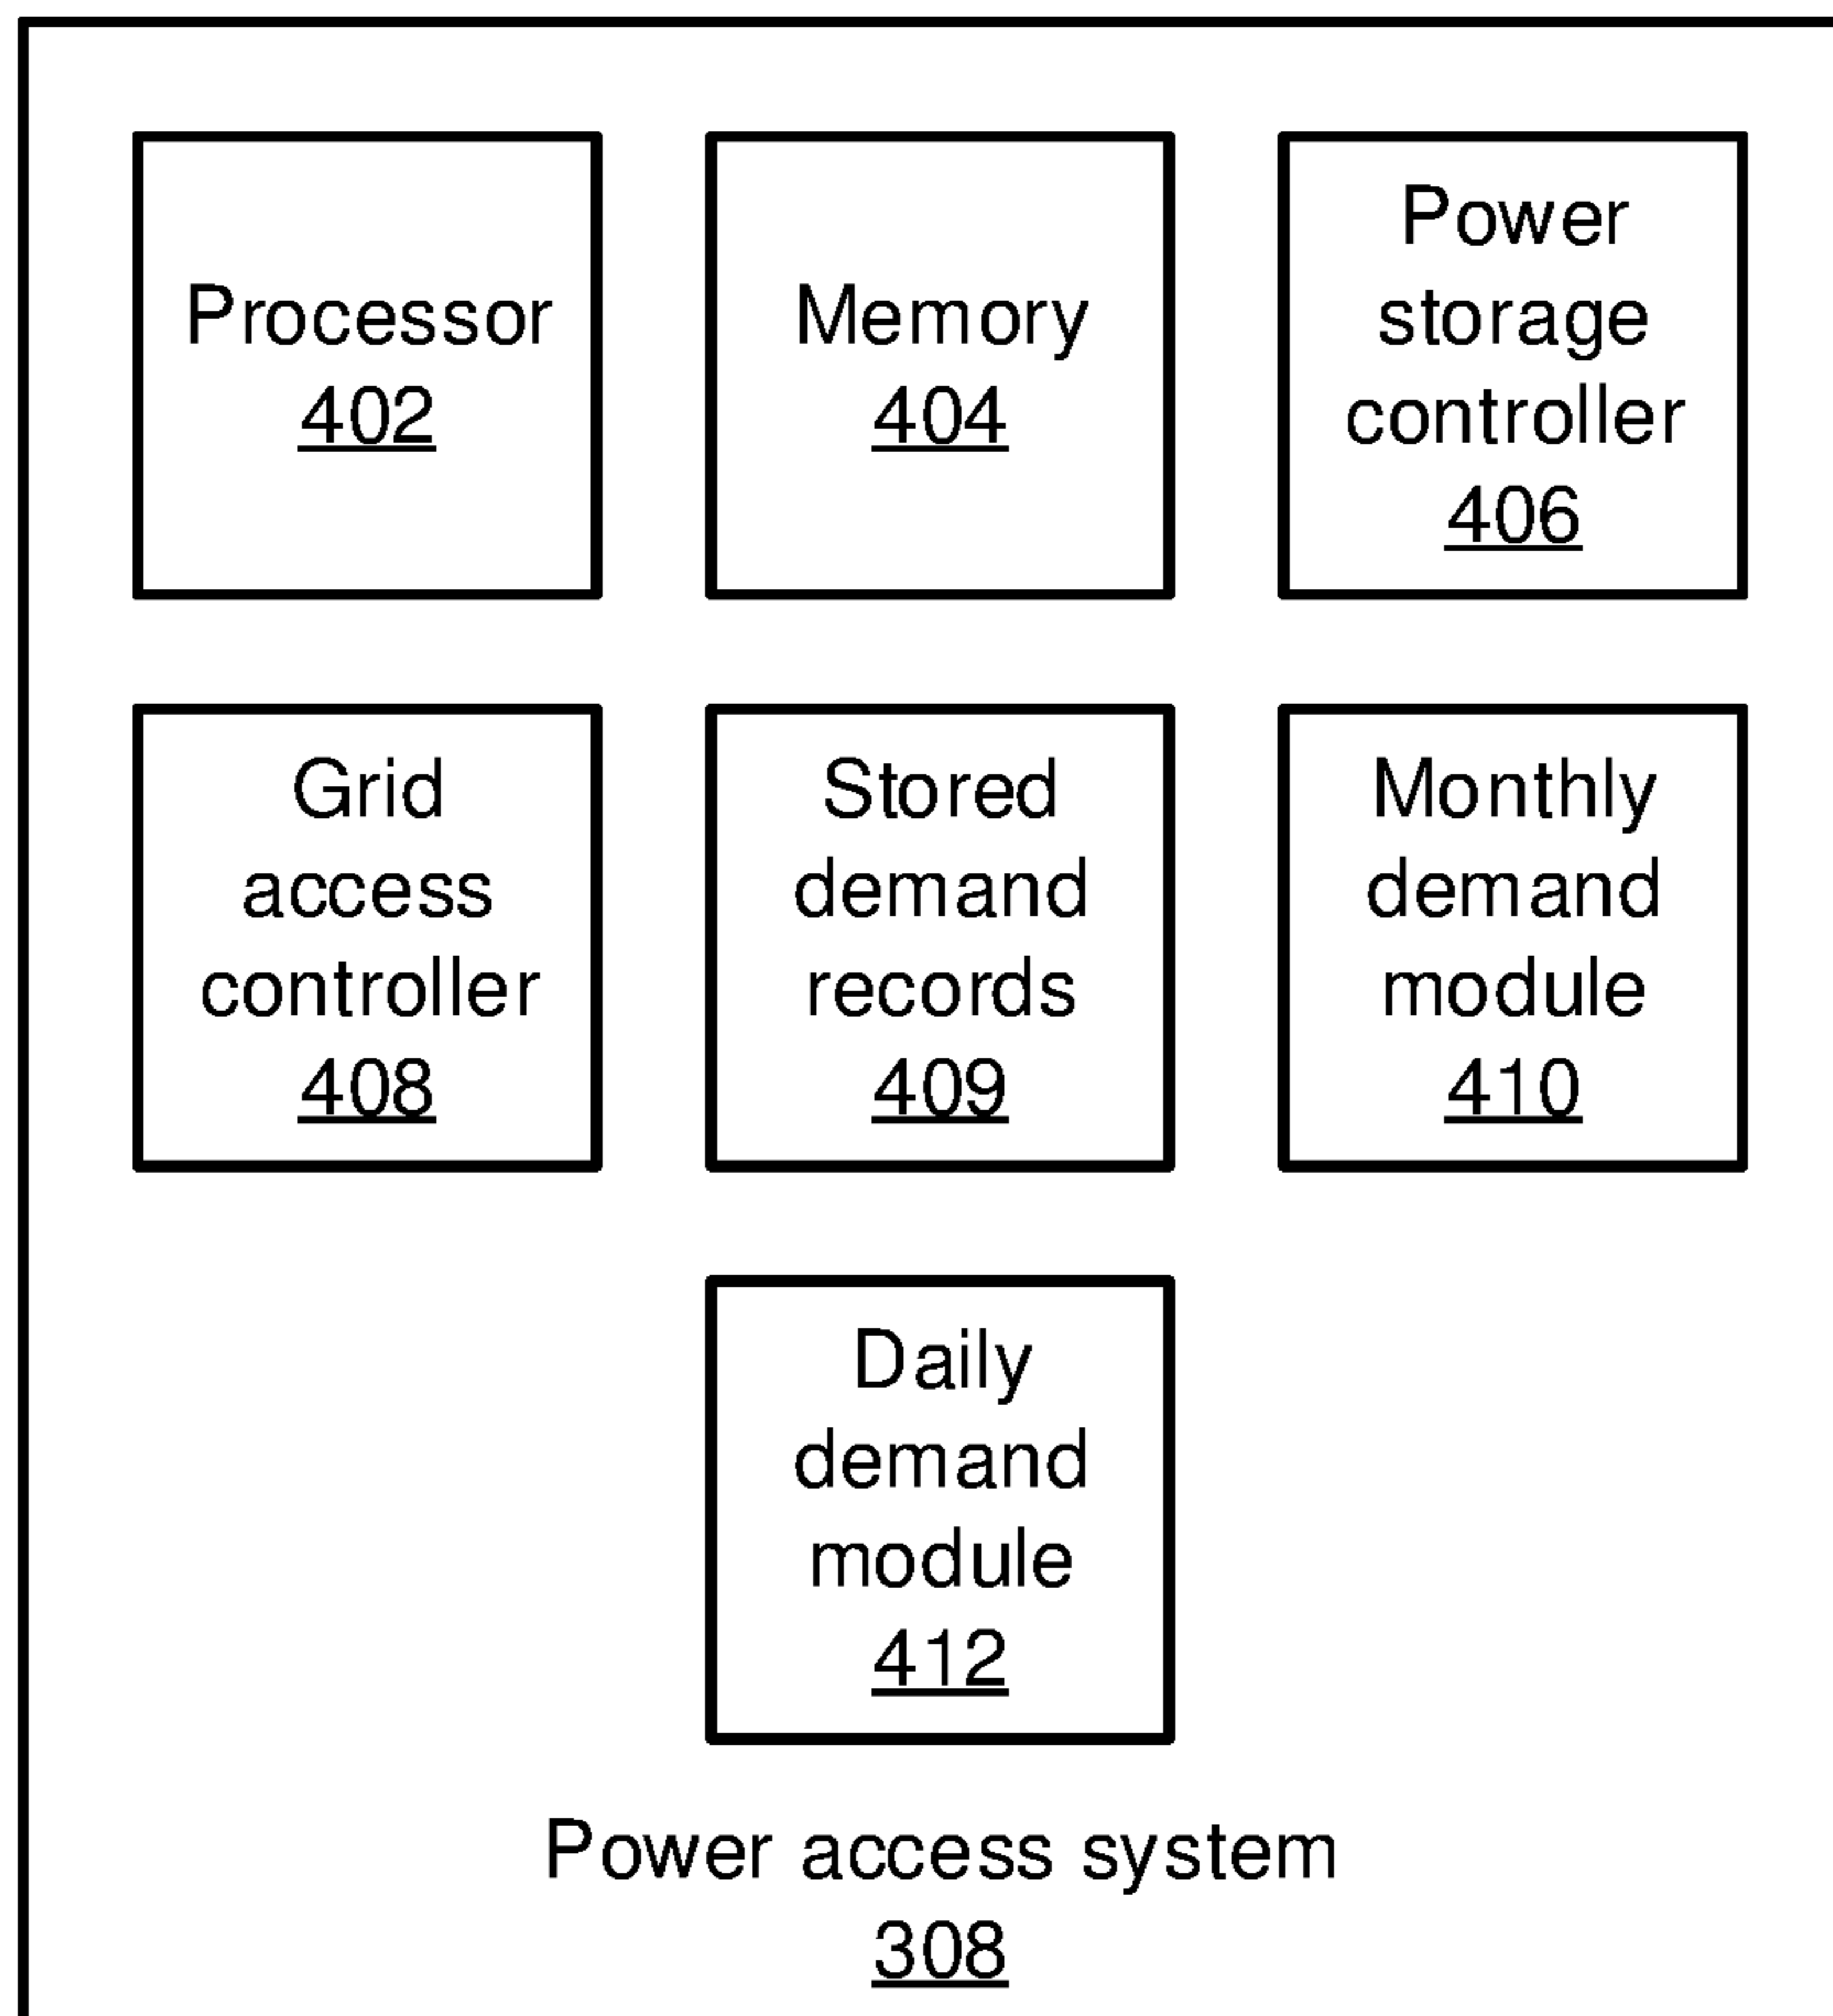 Processor
402
Memory
404
Power
storage
controller
406
Grid
access
controller
408
Stored
demand
records
409
Monthly
demand
module
410
Daily
demand
module
412
Power access system
308